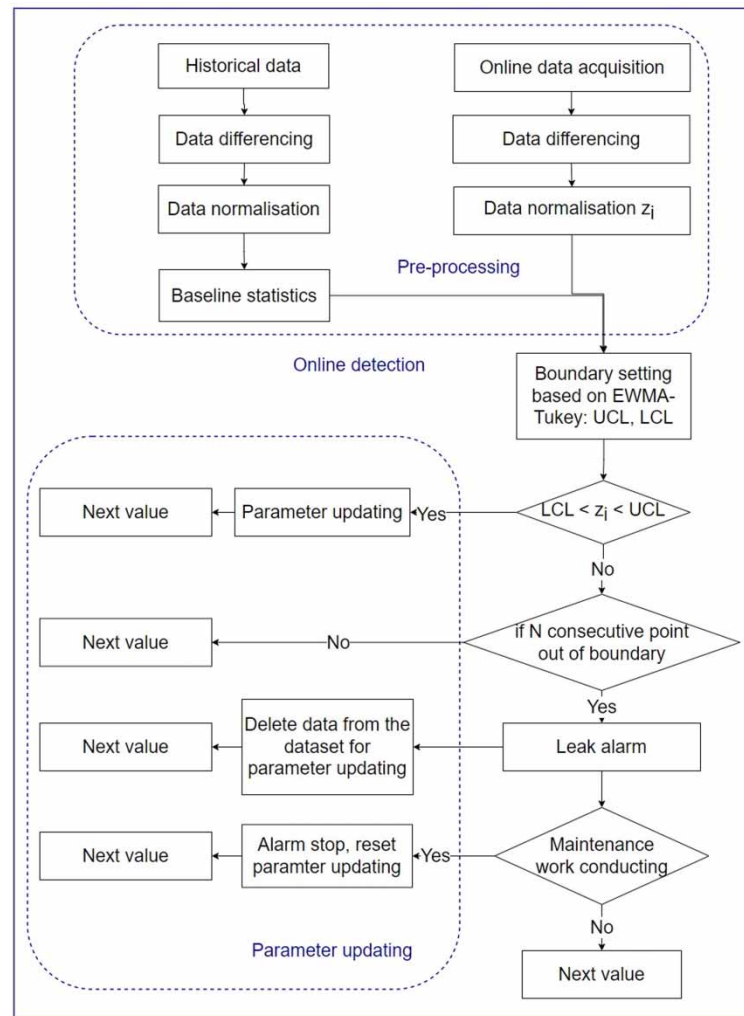 Historical data
Online data acquisition
Data differencing
Data differencing
Data normalisation
Data normalisation zi
Pre-processing
Baseline statistics
Online detection
Boundary setting
based on EWMA-
Tukey: UCL, LCL
Next value
Parameter updating
Yes
LCL < zi < UCL
No
Next value
No
if N consecutive point
out of boundary
Yes
Next value
Delete data from the
dataset for
parameter updating
Leak alarm
Next value
Alarm stop, reset
paramter updating
Yes
Maintenance
work conducting
No
Parameter updating
Next value